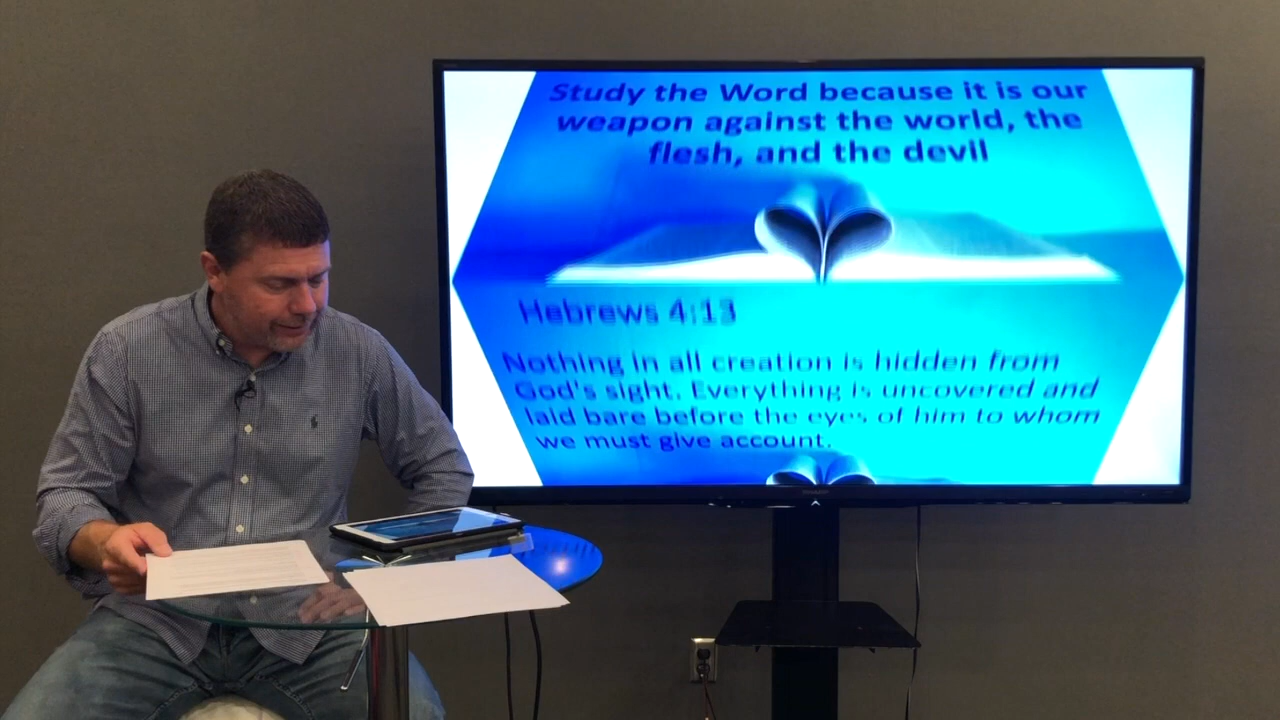 Study the Word because it is our
weapon against the world, the
flesh, and the devil
Hebrews 4:13
Nothing in all creation is hidden from
God's sight. Everything is uncovered and
laid bare before the eyes of him to whom
we must give account.